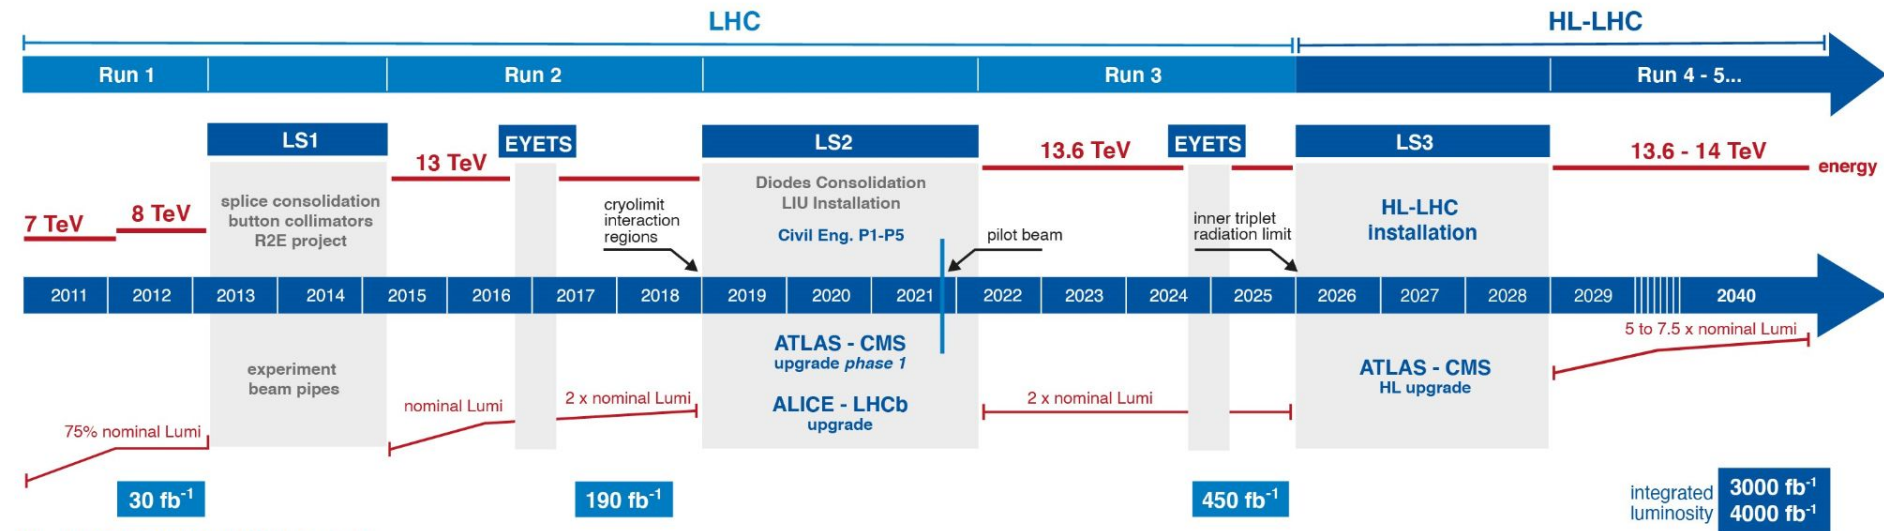 LHC
HL-LHC
Run 1
Run 2
Run 3
Run 4 - 5...
LS1
EYETS
LS2
EYETS
LS3
13 TeV
13.6 TeV
13.6 - 14 TeV
energy
7 TeV
8 TeV
splice consolidation
button collimators
R2E project
cryolimit
interaction
regions
Diodes Consolidation
LIU Installation
Civil Eng. P1-P5
pilot beam
inner triplet
radiation limit
HL-LHC
installation
2011
2012
2013
2014
2015
2016
2017
2018
2019
2020
2021
2022
2023
2024
2025
2026
2027
2028
2029
2040
5 to 7.5 x nominal Lumi
experiment
beam pipes
ATLAS - CMS
upgrade phase 1
ALICE - LHCb
upgrade
ATLAS - CMS
HL upgrade
75% nominal Lumi
nominal Lumi
2 x nominal Lumi
2 x nominal Lumi
30 fb⁻¹
190 fb⁻¹
450 fb⁻¹
integrated
luminosity
3000 fb⁻¹
4000 fb⁻¹